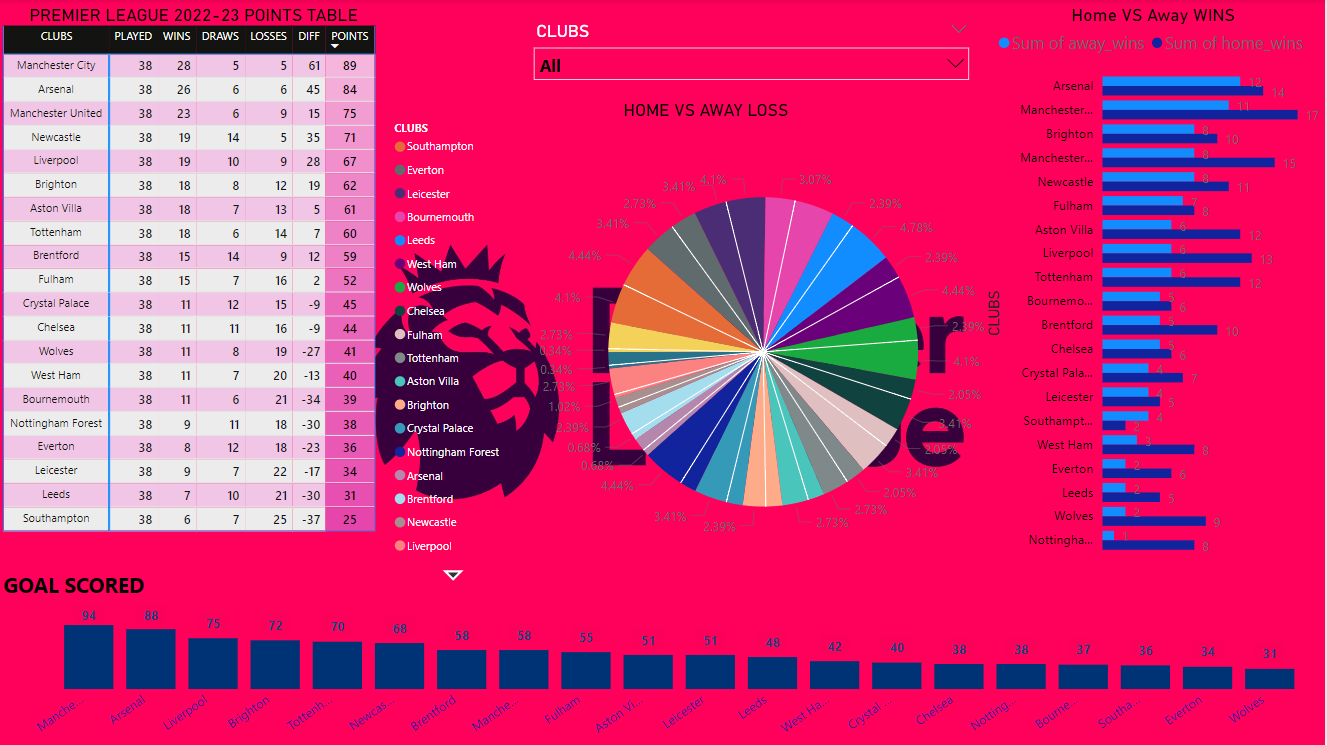 PREMIER LEAGUE 2022-23 POINTS TABLE
CLUBS PLAYED WINS DRAWS LOSSES DIFF POINTS
Manchester City 38 28 5 5 61 89
Arsenal 38 26 6 6 45 84
Manchester United 38 23 6 9 15 75
Newcastle 38 19 14 5 35 71
Liverpool 38 19 10 9 28 67
Brighton 38 18 8 12 19 62
Aston Villa 38 18 7 13 5 61
Tottenham 38 18 6 14 7 60
Brentford 38 15 14 9 12 59
Fulham 38 15 7 16 2 52
Crystal Palace 38 11 12 15 -9 45
Chelsea 38 11 11 16 -9 44
Wolves 38 11 8 19 -27 41
West Ham 38 11 7 20 -13 40
Bournemouth 38 11 6 21 -34 39
Nottingham Forest 38 9 11 18 -30 38
Everton 38 8 12 18 -23 36
Leicester 38 9 7 22 -17 34
Leeds 38 7 10 21 -30 31
Southampton 38 6 7 25 -37 25
CLUBS
All
HOME VS AWAY LOSS
CLUBS
Southampton
Everton
Leicester
Bournemouth
Leeds
West Ham
Wolves
Chelsea
Fulham
Tottenham
Aston Villa
Brighton
Crystal Palace
Nottingham Forest
Arsenal
Brentford
Newcastle
Liverpool
3.07%
2.39%
4.78%
2.39%
4.44%
2.39%
4.1%
2.05%
3.41%
2.05%
3.41%
2.05%
2.73%
2.73%
2.39%
3.41%
4.44%
0.68%
0.68%
2.39%
1.02%
2.73%
0.34%
0.34%
2.73%
4.1%
4.44%
3.41%
2.73%
3.41%
4.1%
Home VS Away WINS
Sum of away_wins Sum of home_wins
CLUBS
Arsenal 12 14
Manchester... 11 17
Brighton 8 10
Manchester... 8 15
Newcastle 8 11
Fulham 7 8
Aston Villa 6 12
Liverpool 6 13
Tottenham 6 12
Bournemo... 5 6
Brentford 5 10
Chelsea 5 6
Crystal Pala... 4 7
Leicester 4 5
Southampt... 4 2
West Ham 3 8
Everton 2 6
Leeds 2 5
Wolves 2 9
Nottingha... 1 8
GOAL SCORED
94 88 75 72 70 68 58 58 55 51 51 48 42 40 38 38 37 36 34 31
Manche... Arsenal Liverpool Brighton Tottenh... Newcas... Brentford Manche... Fulham Aston Vi... Leicester Leeds West Ha... Crystal ... Chelsea Notting... Bourne... Southa... Everton Wolves